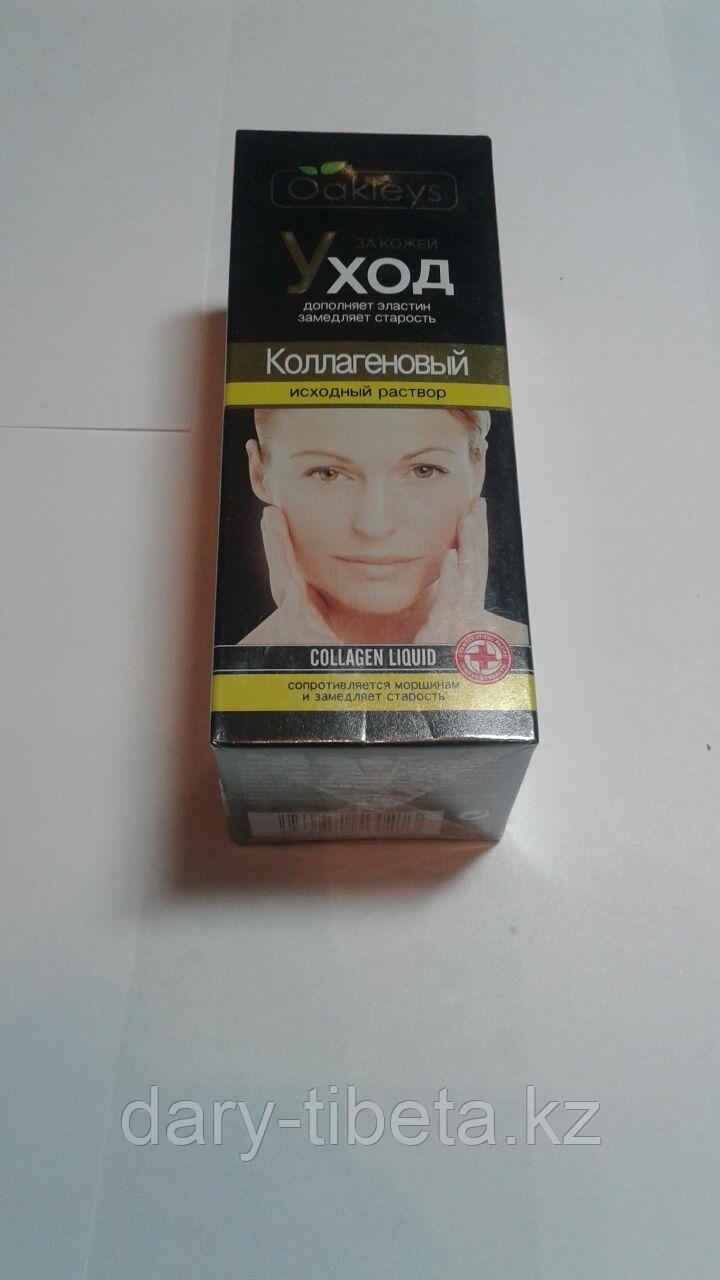 Oakleys
ЗА КОЖЕЙ
Уход
дополняет эластин
замедляет старость
Коллагеновый
исходный раствор
COLLAGEN LIQUID
сопротивляется морщинам
и замедляет старость
dary-tibeta.kz